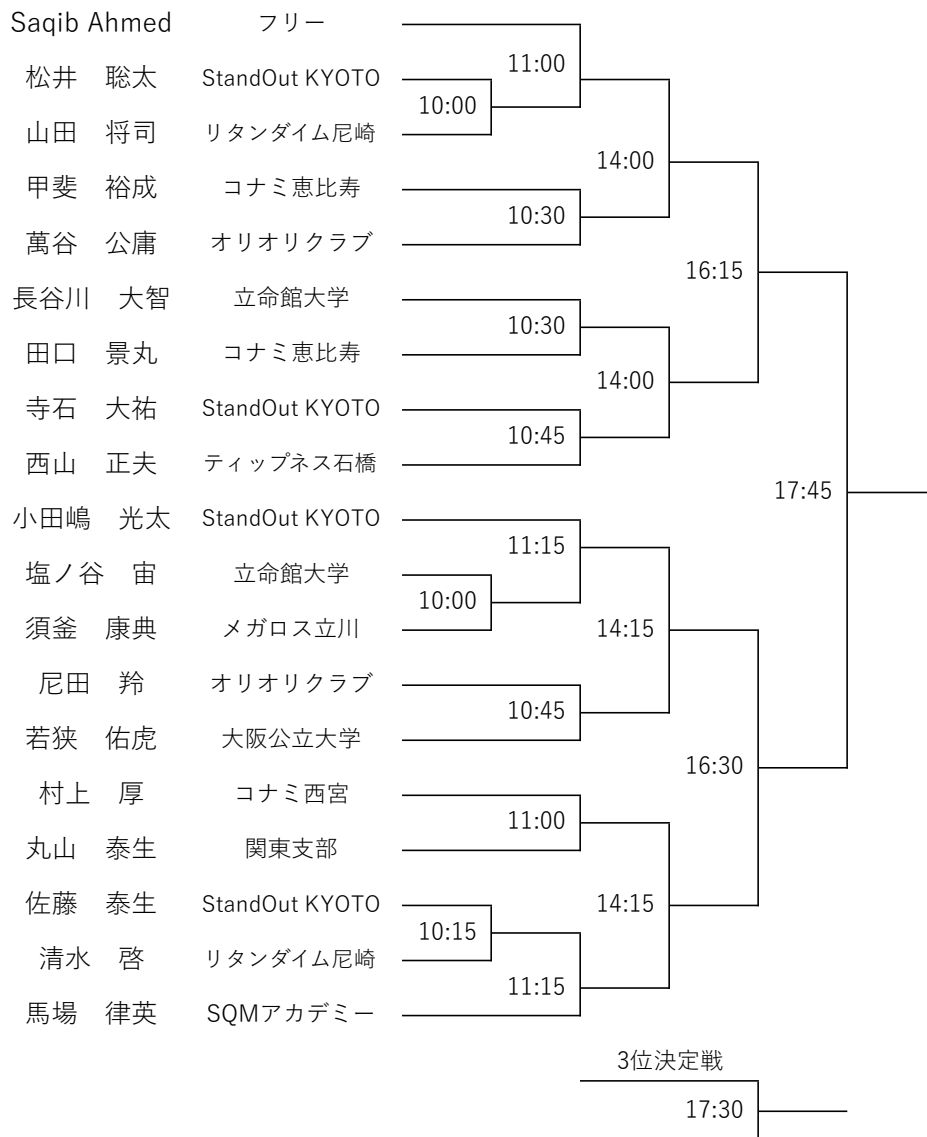 Saqib Ahmed フリー
11:00
松井　聡太 StandOut KYOTO
10:00
山田　将司 リタンダイム尼崎
14:00
甲斐　裕成 コナミ恵比寿
10:30
萬谷　公庸 オリオリクラブ
16:15
長谷川　大智 立命館大学
10:30
田口　景丸 コナミ恵比寿
14:00
寺石　大祐 StandOut KYOTO
10:45
西山　正夫 ティップネス石橋
17:45
小田嶋　光太 StandOut KYOTO
11:15
塩ノ谷　宙 立命館大学
10:00
須釜　康典 メガロス立川
14:15
尼田　羚 オリオリクラブ
10:45
若狭　佑虎 大阪公立大学
16:30
村上　厚 コナミ西宮
11:00
丸山　泰生 関東支部
佐藤　泰生 StandOut KYOTO
14:15
10:15
清水　啓 リタンダイム尼崎
11:15
馬場　律英 SQMアカデミー
3位決定戦
17:30